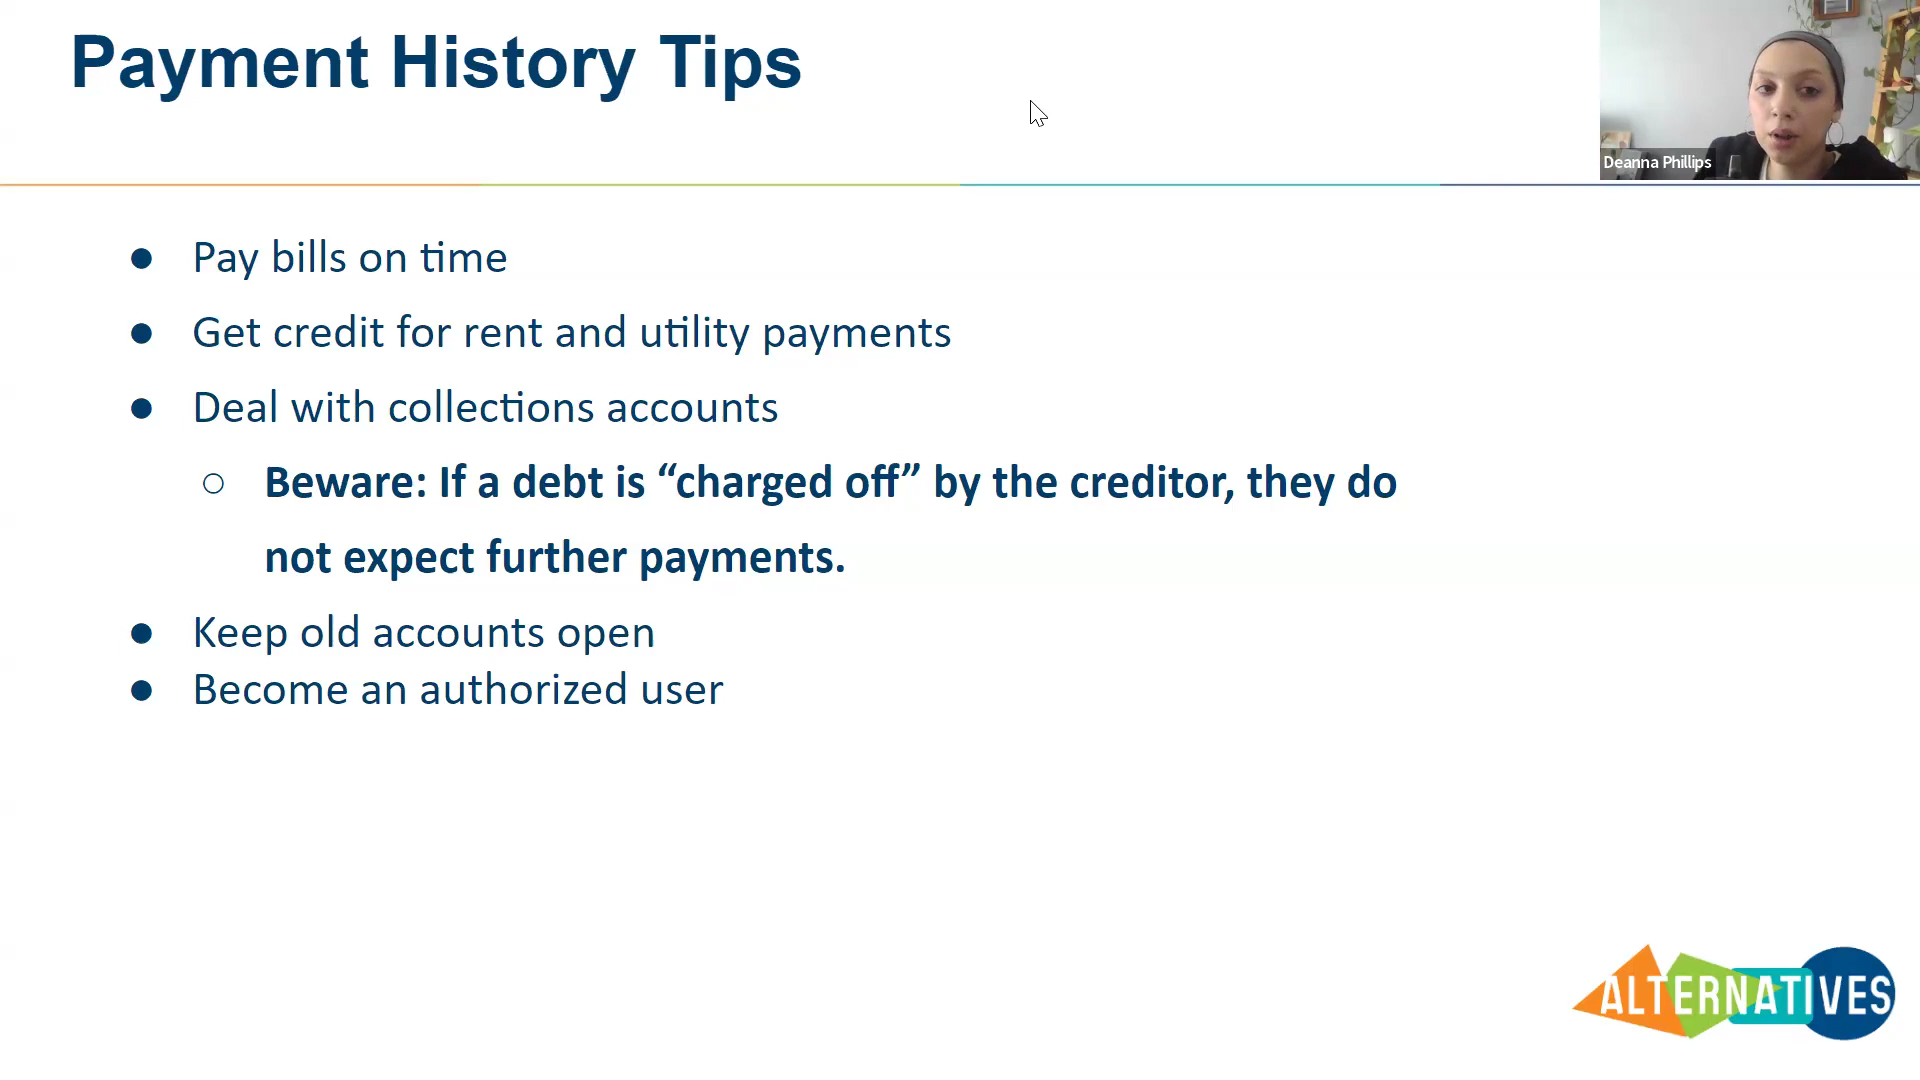 Payment History Tips
Deanna Phillips
● Pay bills on time
● Get credit for rent and utility payments
● Deal with collections accounts
○ Beware: If a debt is “charged off” by the creditor, they do
not expect further payments.
● Keep old accounts open
● Become an authorized user
ALTERNATIVES